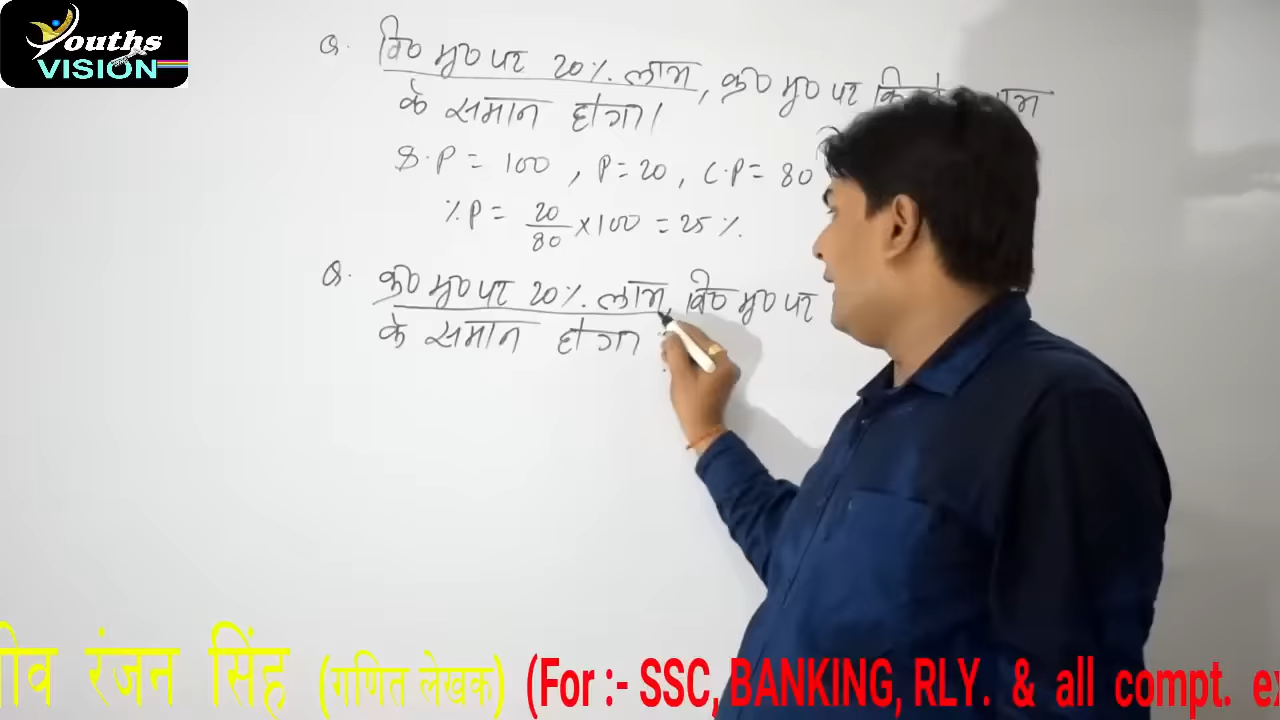 Youths
VISION
Q. वि० मू० पर 20%. लाभ, क्र० मू० पर
के समान होगा।
S.P = 100 , P = 20 , C.P = 80
%P = 20/80 × 100 = 25 %.
Q. क्र० मू० पर 20%. लाभ, वि० मू० पर
के समान होगा
रंजन सिंह (गणित लेखक) (For :- SSC, BANKING, RLY. & all compt.